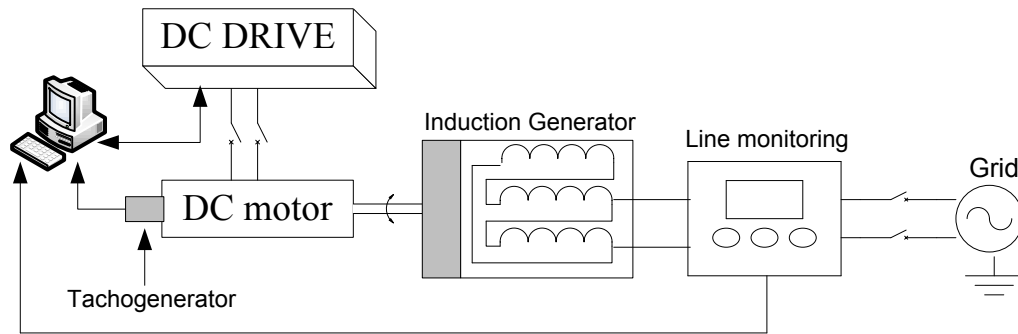 DC DRIVE
Induction Generator
Line monitoring
Grid
DC motor
Tachogenerator